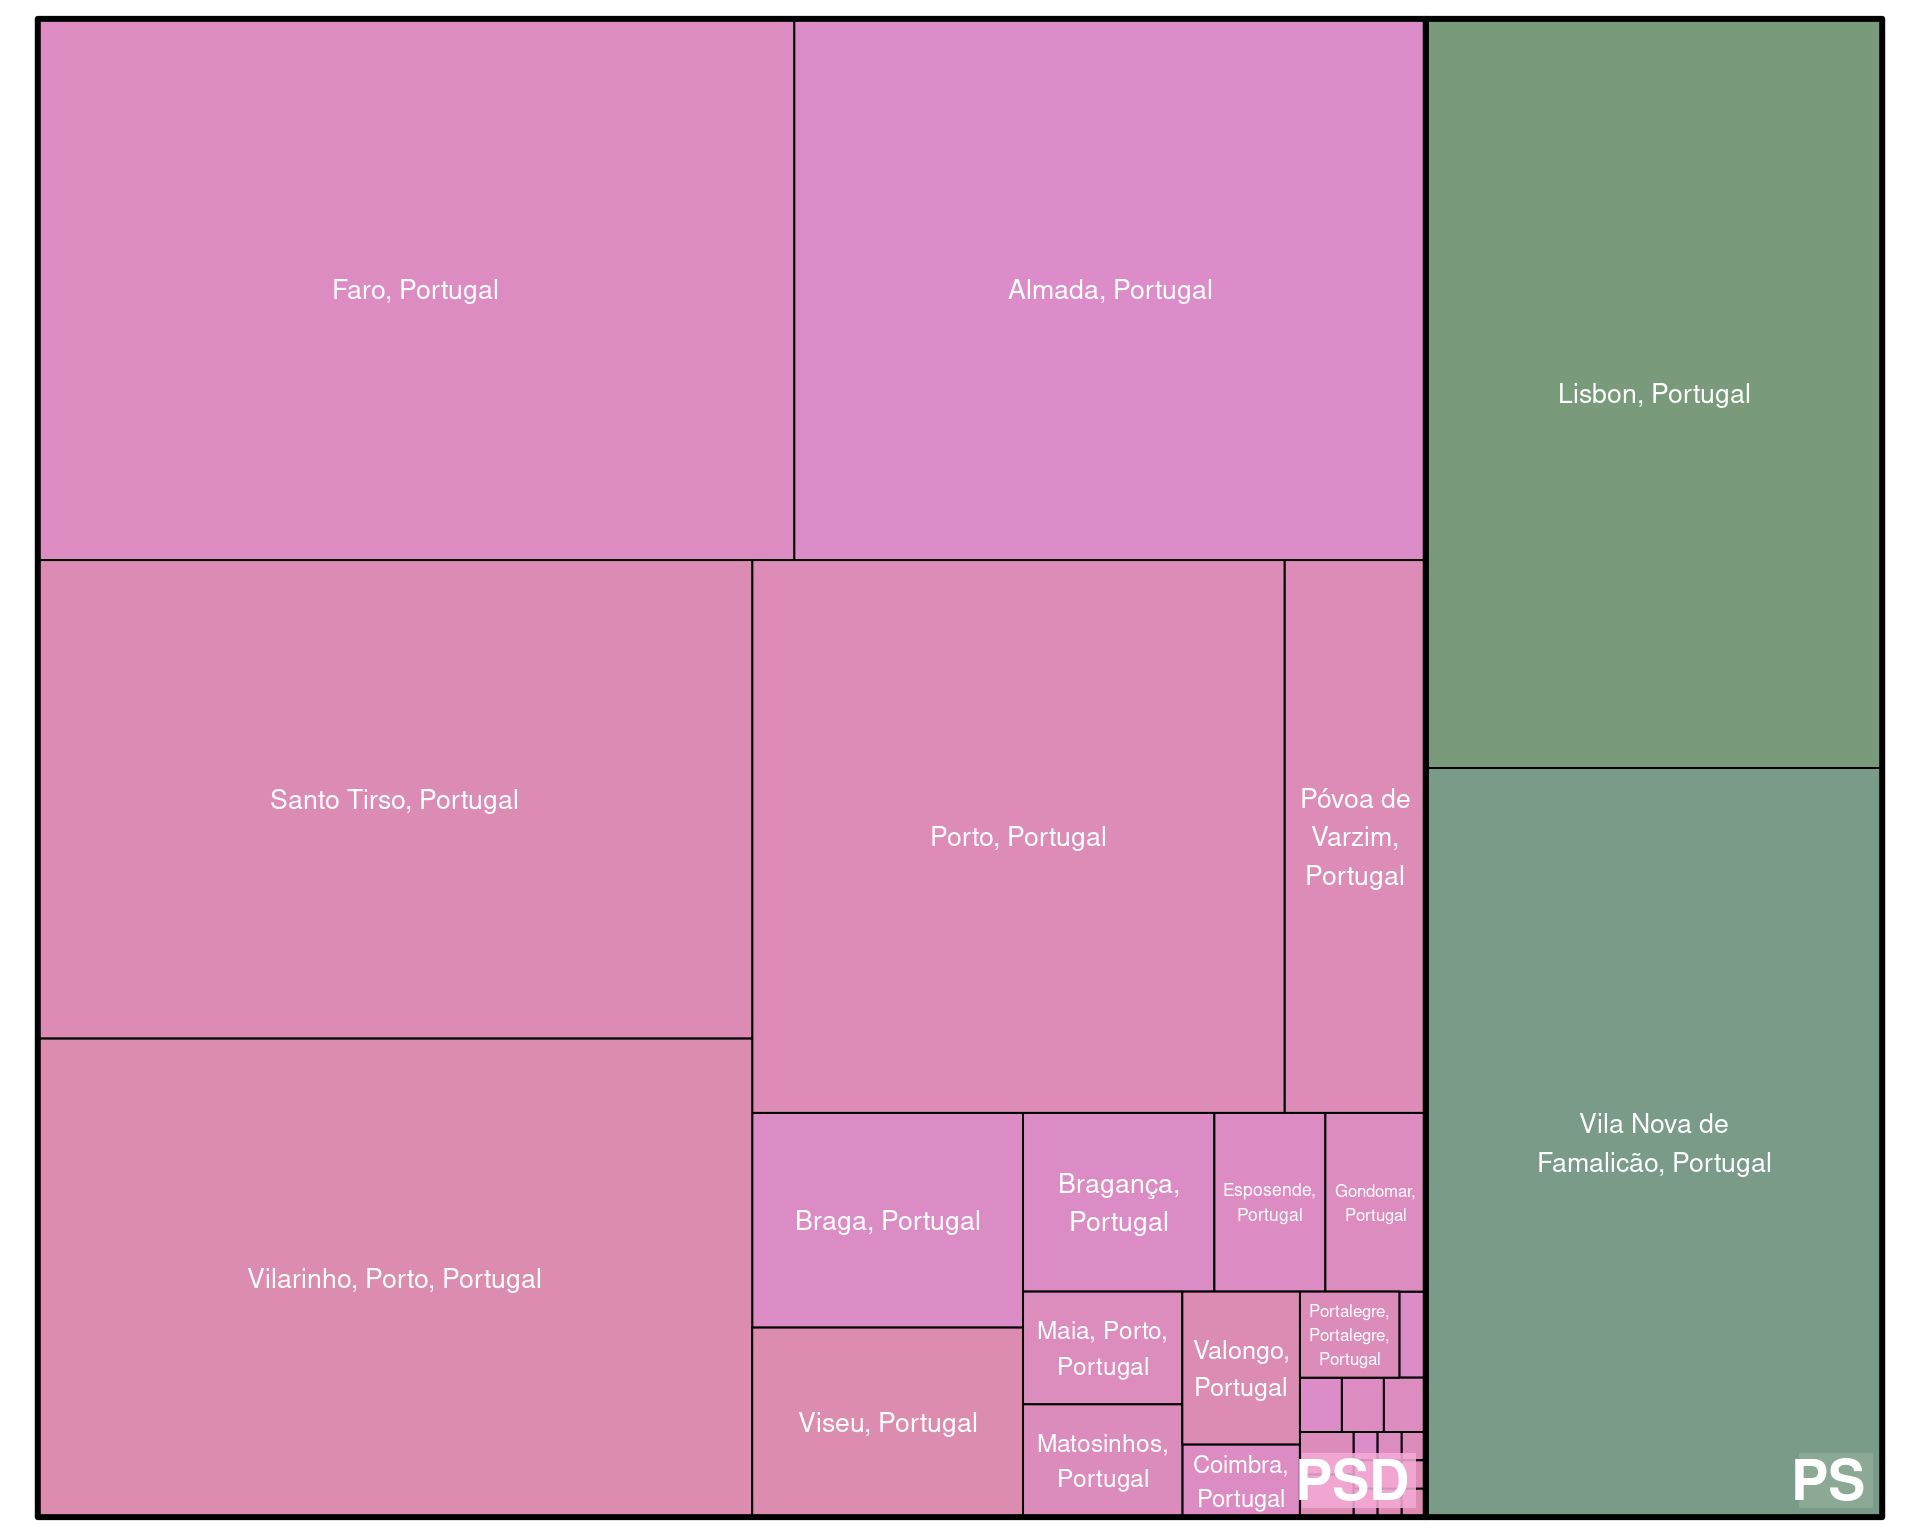 Faro, Portugal
Almada, Portugal
Lisbon, Portugal
Santo Tirso, Portugal
Porto, Portugal
Póvoa de
Varzim,
Portugal
Vila Nova de
Famalicão, Portugal
Vilarinho, Porto, Portugal
Braga, Portugal
Bragança,
Portugal
Esposende,
Portugal
Gondomar,
Portugal
Viseu, Portugal
Maia, Porto,
Portugal
Matosinhos,
Portugal
Valongo,
Portugal
Coimbra,
Portugal
Portalegre,
Portalegre,
Portugal
PSD
PS